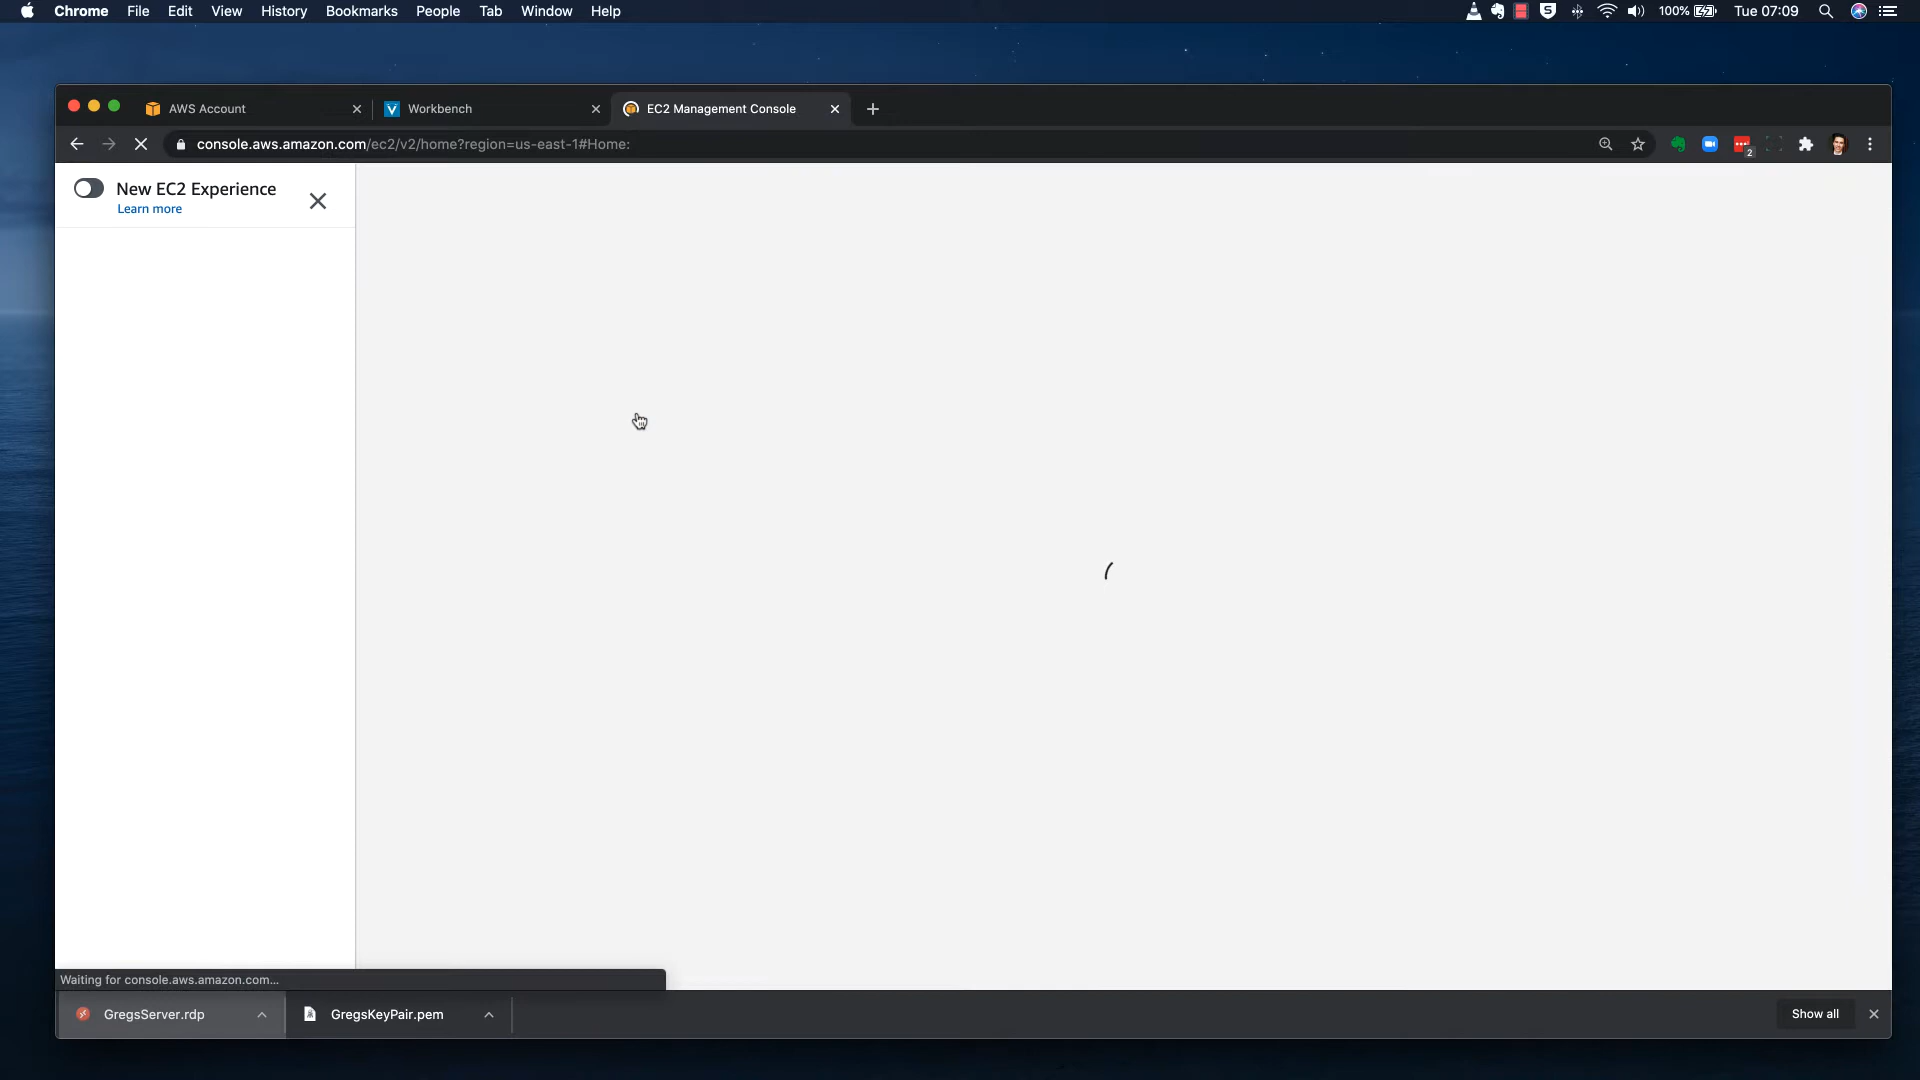 Chrome File Edit View History Bookmarks People Tab Window Help
100% Tue 07:09
AWS Account
Workbench
EC2 Management Console
console.aws.amazon.com/ec2/v2/home?region=us-east-1#Home:
2
New EC2 Experience
Learn more
Waiting for console.aws.amazon.com...
GregsServer.rdp
GregsKeyPair.pem
Show all